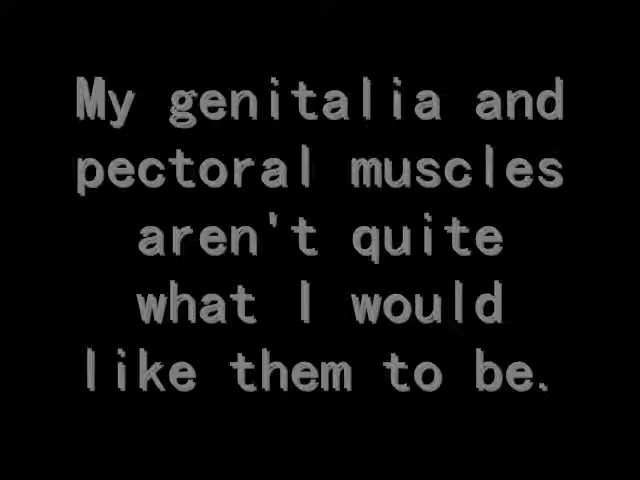 My genitalia and
pectoral muscles
aren't quite
what I would
like them to be.